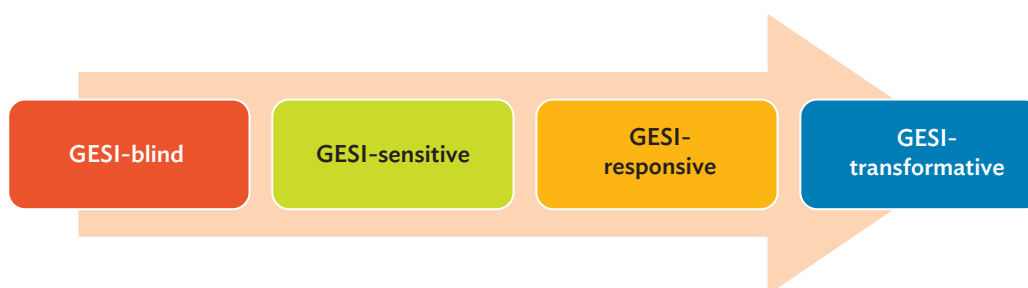 GESI-blind
GESI-sensitive
GESI-
responsive
GESI-
transformative